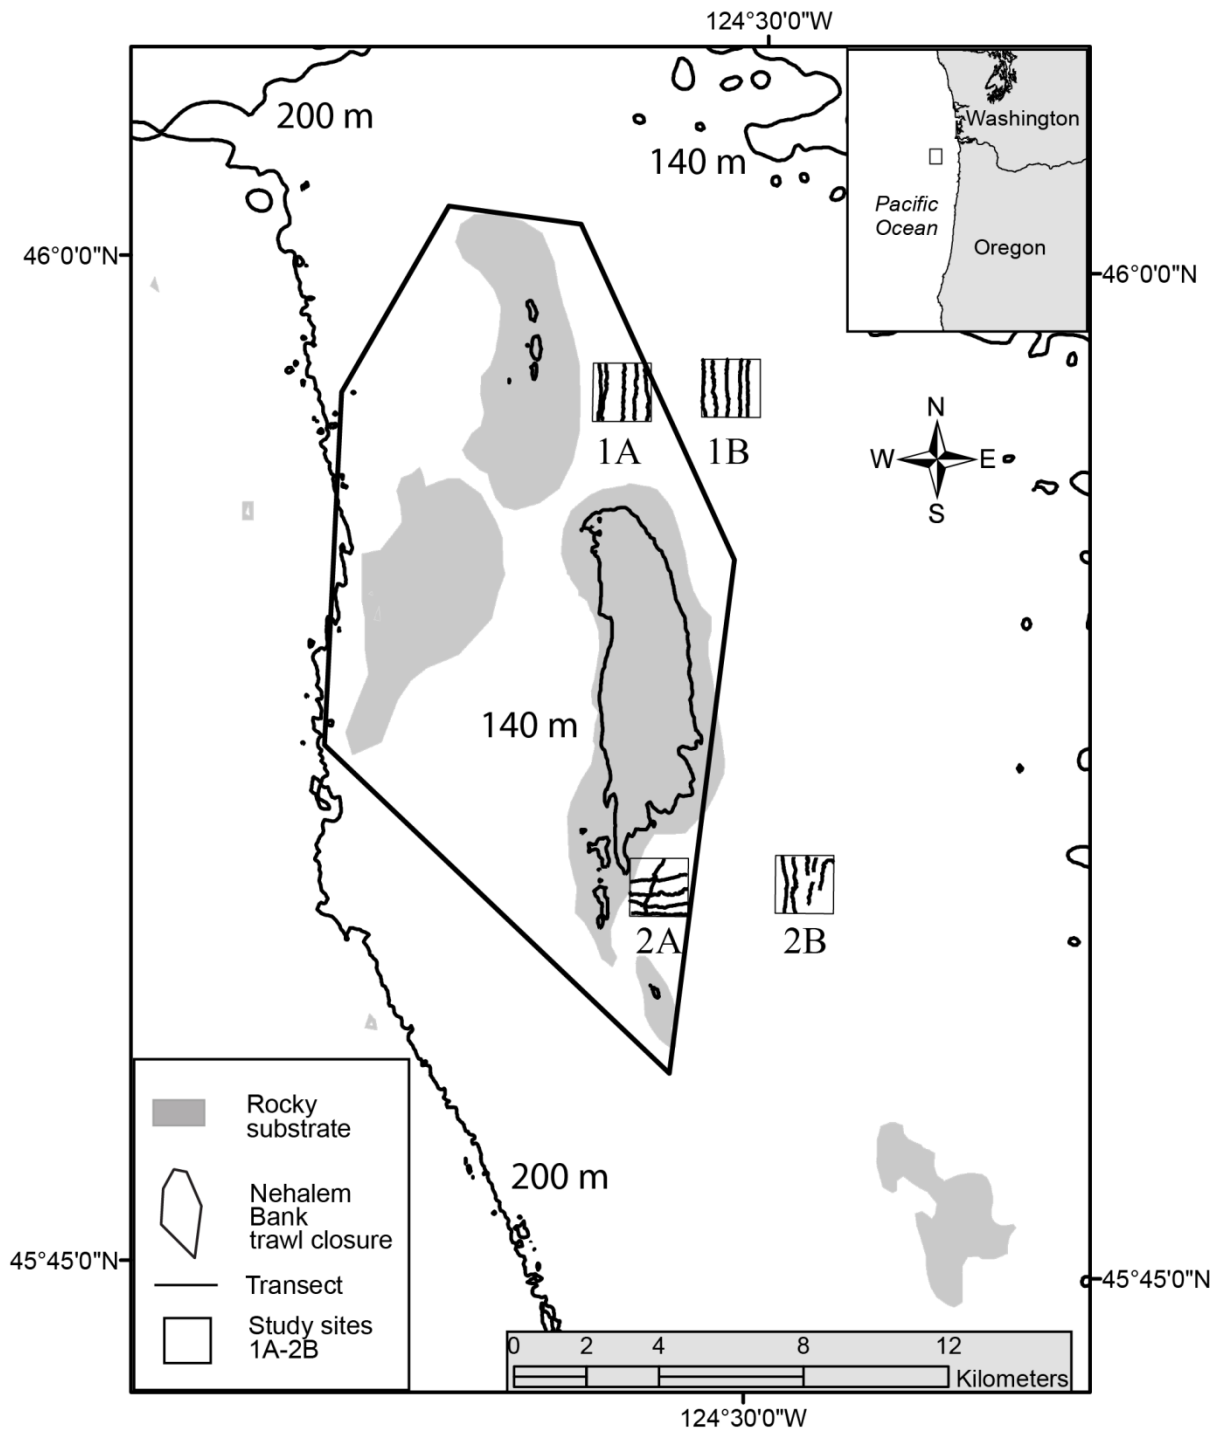 124°30'0"W
200 m
140 m
Washington
Pacific
Ocean
Oregon
46°0'0"N
46°0'0"N
1A
1B
N
W
E
S
140 m
2A
2B
Rocky
substrate
Nehalem
Bank
trawl closure
Transect
Study sites
1A-2B
200 m
45°45'0"N
45°45'0"N
0 2 4 8 12
Kilometers
124°30'0"W